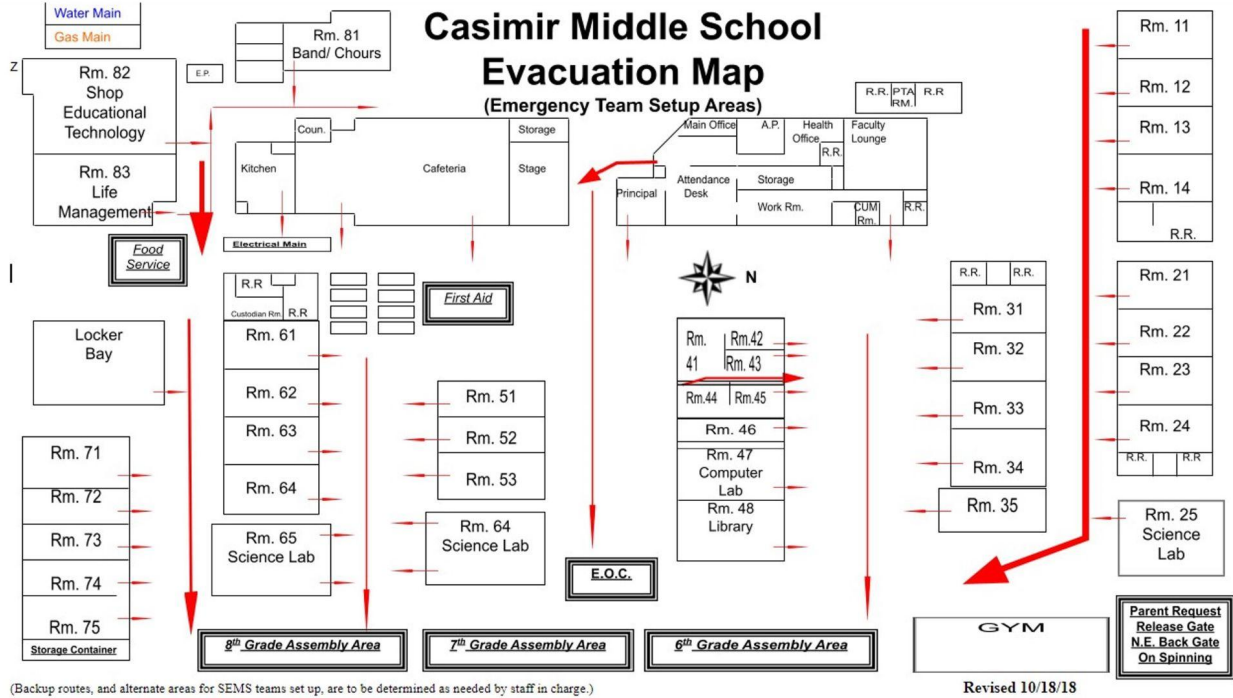 Water Main
Gas Main
Casimir Middle School
Evacuation Map
(Emergency Team Setup Areas)
Z
Rm. 82
Shop
Educational
Technology
Rm. 83
Life
Management
E.P.
Rm. 81
Band/ Chours
Coun.
Kitchen
Cafeteria
Storage
Stage
Main Office
A.P.
Health
Office
R.R.
Faculty
Lounge
R.R.
PTA
RM.
R.R
Principal
Attendance
Desk
Storage
Work Rm.
CUM
Rm.
R.R.
Rm. 11
Rm. 12
Rm. 13
Rm. 14
R.R.
Food
Service
Electrical Main
First Aid
N
R.R
Custodian Rm.
R.R
Rm. 61
Rm. 62
Rm. 63
Rm. 64
Rm. 65
Science Lab
Locker
Bay
Rm. 71
Rm. 72
Rm. 73
Rm. 74
Rm. 75
Storage Container
Rm. 51
Rm. 52
Rm. 53
Rm. 64
Science Lab
E.O.C.
Rm.
41
Rm.42
Rm. 43
Rm.44
Rm.45
Rm. 46
Rm. 47
Computer
Lab
Rm. 48
Library
R.R.
R.R.
Rm. 31
Rm. 32
Rm. 33
Rm. 34
Rm. 35
Rm. 21
Rm. 22
Rm. 23
Rm. 24
R.R.
R.R
Rm. 25
Science
Lab
8th Grade Assembly Area
7th Grade Assembly Area
6th Grade Assembly Area
GYM
Parent Request
Release Gate
N.E. Back Gate
On Spinning
(Backup routes, and alternate areas for SEMS teams set up, are to be determined as needed by staff in charge.)
Revised 10/18/18